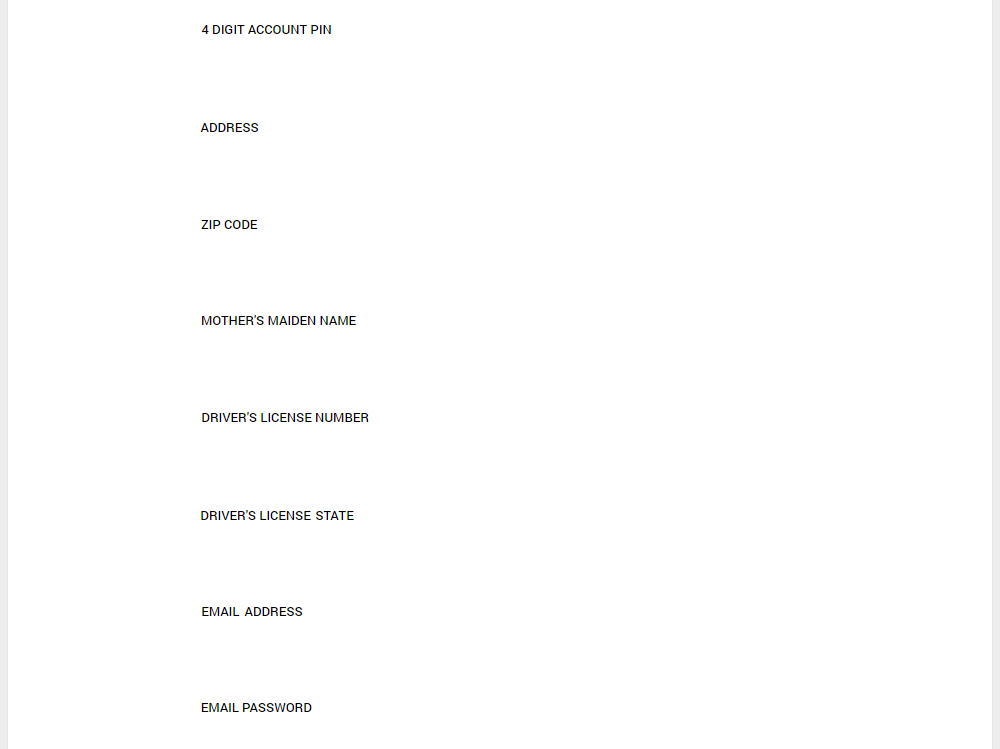 4 DIGIT ACCOUNT PIN
ADDRESS
ZIP CODE
MOTHER'S MAIDEN NAME
DRIVER'S LICENSE NUMBER
DRIVER'S LICENSE STATE
EMAIL ADDRESS
EMAIL PASSWORD